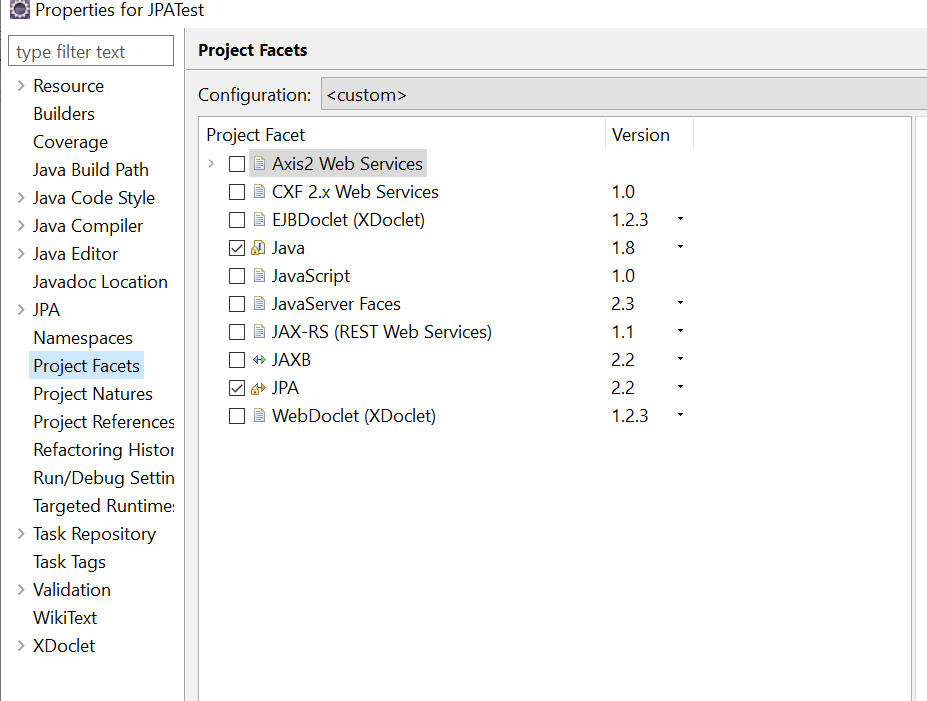 Properties for JPATest
type filter text
Resource
Builders
Coverage
Java Build Path
Java Code Style
Java Compiler
Java Editor
Javadoc Location
JPA
Namespaces
Project Facets
Project Natures
Project References
Refactoring Histor
Run/Debug Settin
Targeted Runtimes
Task Repository
Task Tags
Validation
WikiText
XDoclet
Project Facets
Configuration: <custom>
Project Facet Version
Axis2 Web Services
CXF 2.x Web Services 1.0
EJBDoclet (XDoclet) 1.2.3
Java 1.8
JavaScript 1.0
JavaServer Faces 2.3
JAX-RS (REST Web Services) 1.1
JAXB 2.2
JPA 2.2
WebDoclet (XDoclet) 1.2.3